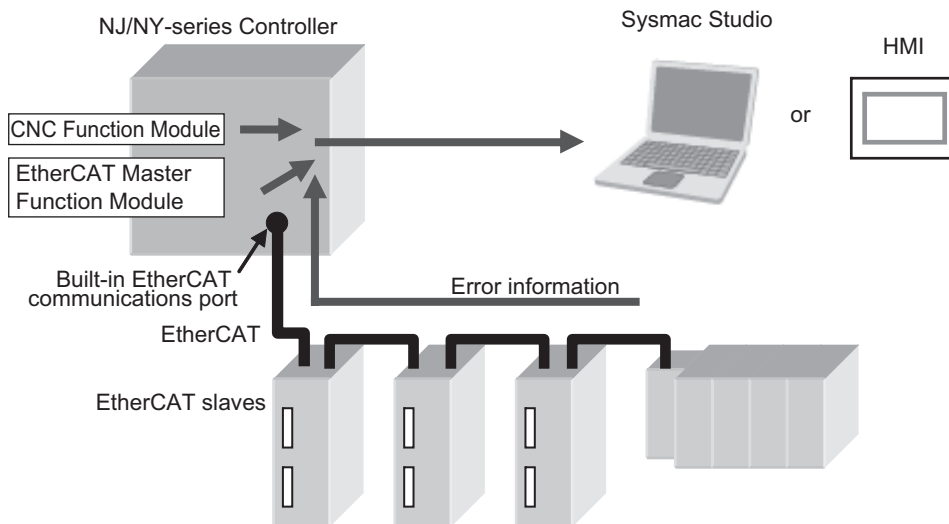 NJ/NY-series Controller
Sysmac Studio
HMI
CNC Function Module
or
EtherCAT Master
Function Module
Built-in EtherCAT
communications port
Error information
EtherCAT
EtherCAT slaves